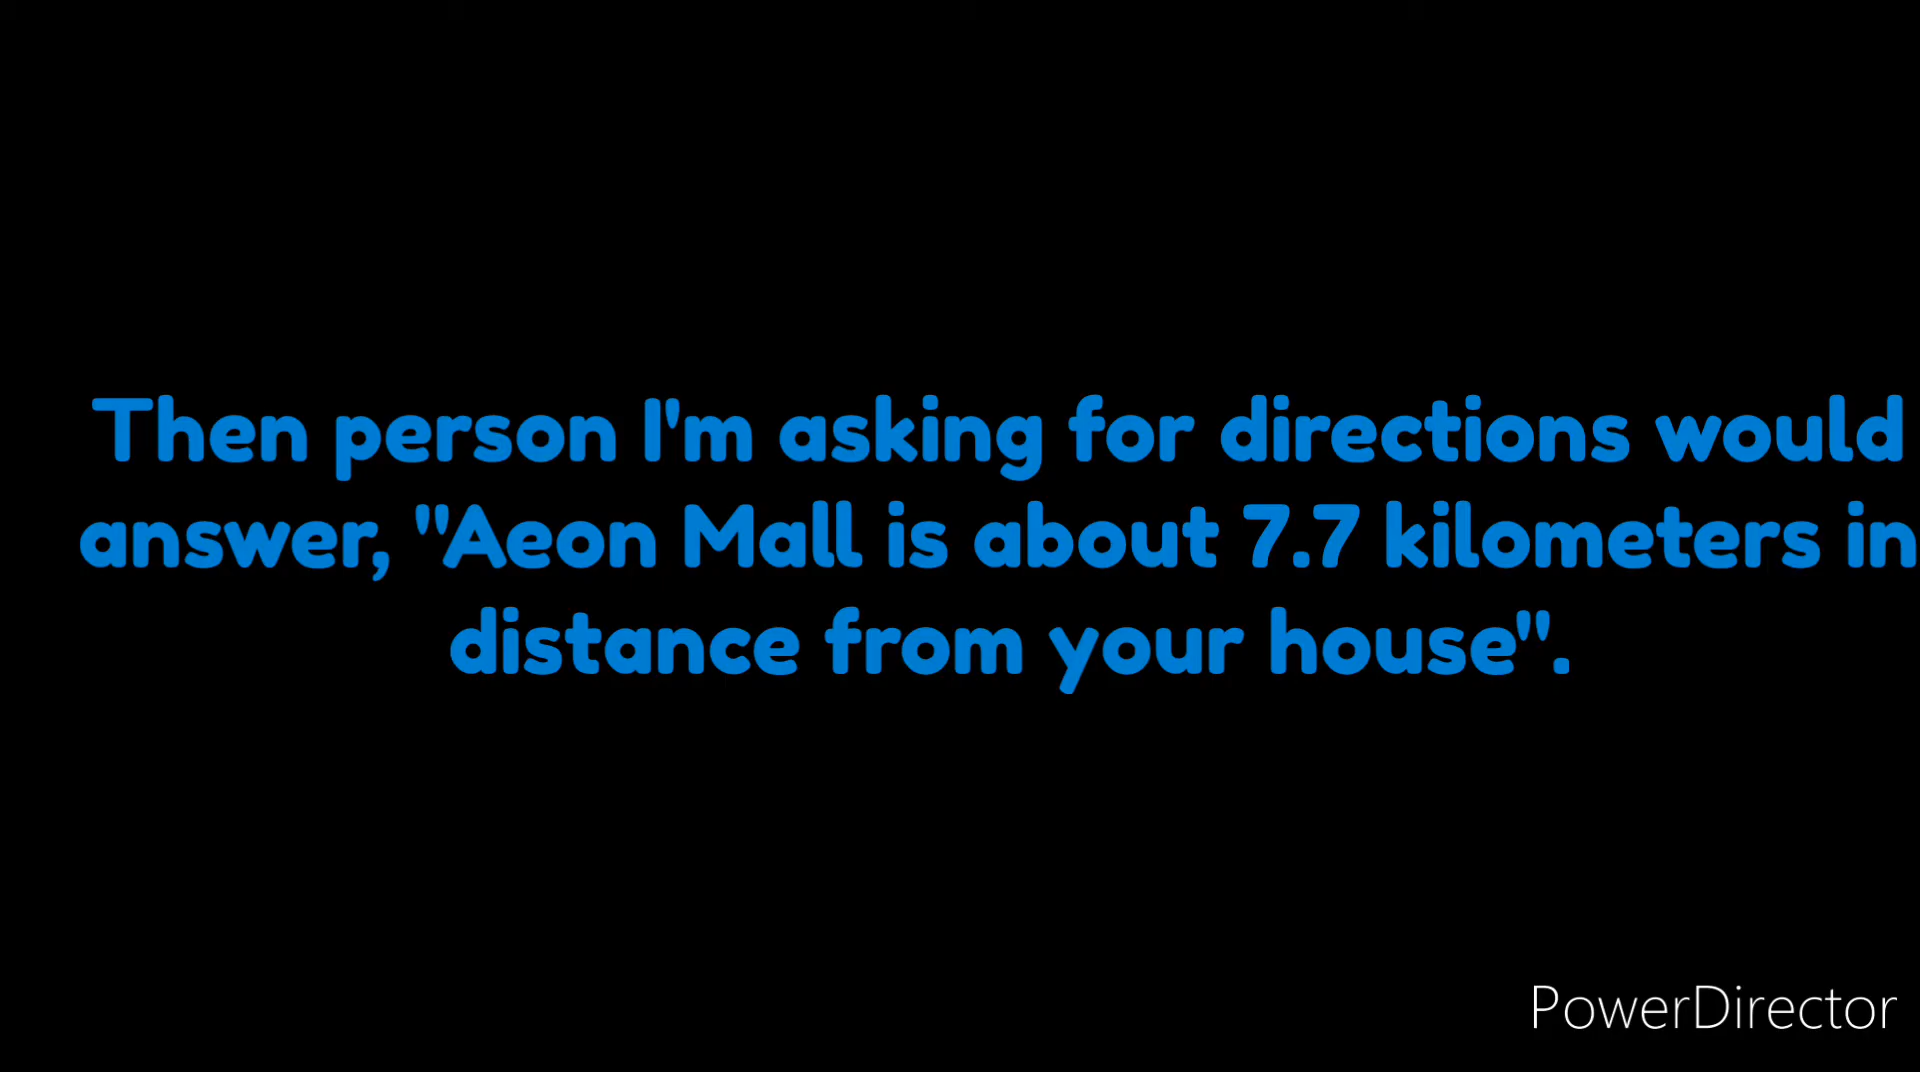 Then person I'm asking for directions would
answer, "Aeon Mall is about 7.7 kilometers in
distance from your house".
PowerDirector